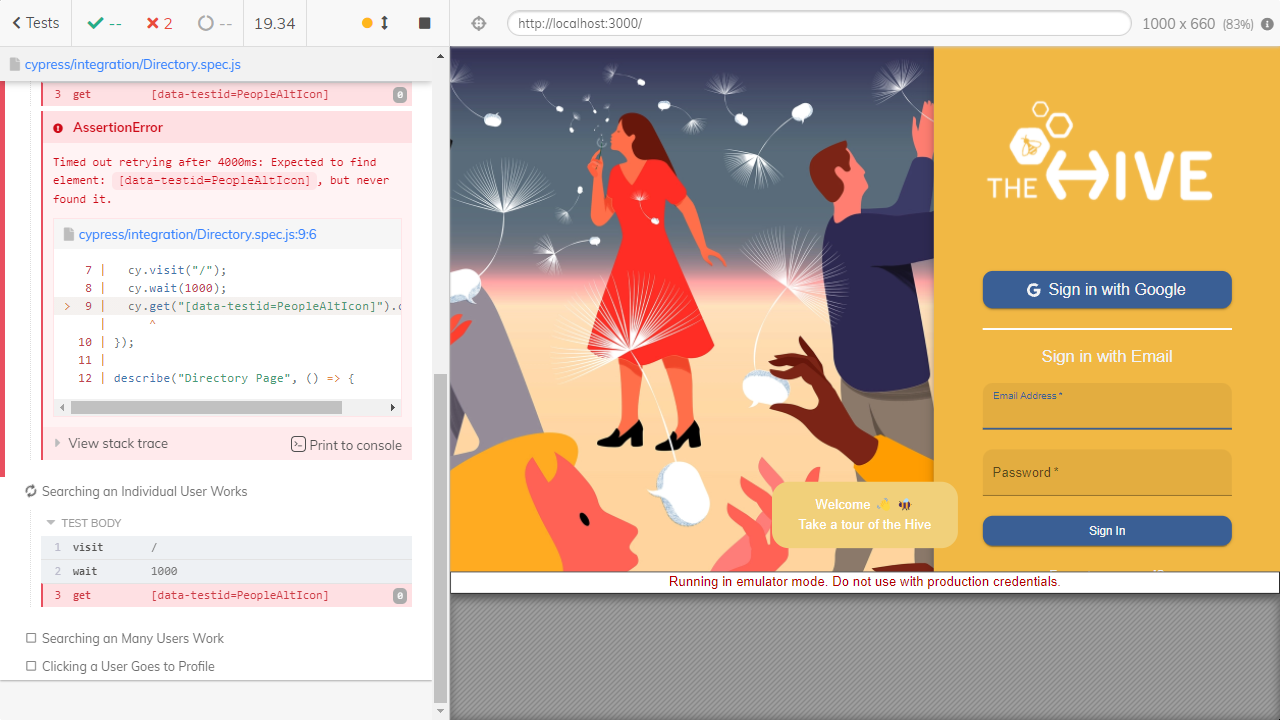 Tests
--
2
--
19.34
cypress/integration/Directory.spec.js
3 get [data-testid=PeopleAltIcon] 0
AssertionError
Timed out retrying after 4000ms: Expected to find
element: [data-testid=PeopleAltIcon], but never
found it.
cypress/integration/Directory.spec.js:9:6
7 | cy.visit("/");
8 | cy.wait(1000);
> 9 | cy.get("[data-testid=PeopleAltIcon]").c
| ^
10 | });
11 |
12 | describe("Directory Page", () => {
View stack trace
Print to console
Searching an Individual User Works
TEST BODY
1 visit /
2 wait 1000
3 get [data-testid=PeopleAltIcon] 0
Searching an Many Users Work
Clicking a User Goes to Profile
http://localhost:3000/
1000 x 660 (83%)
THE HIVE
G Sign in with Google
Sign in with Email
Email Address *
Password *
Sign In
Welcome 👋 🐝
Take a tour of the Hive
Running in emulator mode. Do not use with production credentials.